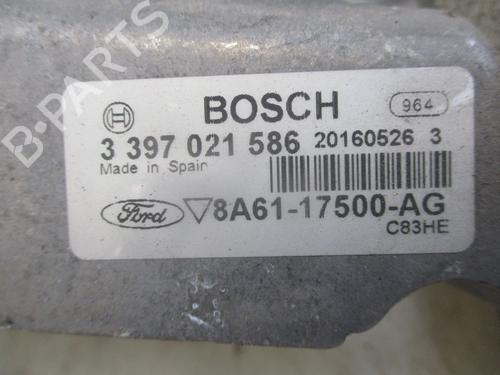 BOSCH 964
3 397 021 586 20160526 3
Made in Spain
Ford ▽8A61-17500-AG
C83HE
B-PARTS